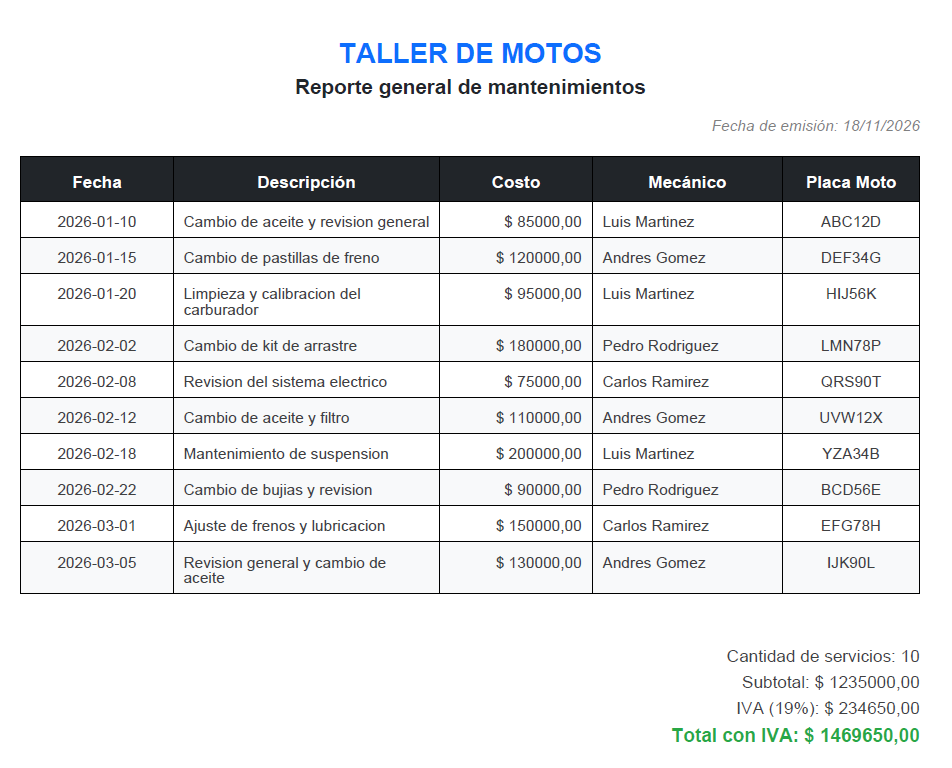 TALLER DE MOTOS
Reporte general de mantenimientos
Fecha de emisión: 18/11/2026
Fecha Descripción Costo Mecánico Placa Moto
2026-01-10 Cambio de aceite y revision general $ 85000,00 Luis Martinez ABC12D
2026-01-15 Cambio de pastillas de freno $ 120000,00 Andres Gomez DEF34G
2026-01-20 Limpieza y calibracion del $ 95000,00 Luis Martinez HIJ56K
carburador
2026-02-02 Cambio de kit de arrastre $ 180000,00 Pedro Rodriguez LMN78P
2026-02-08 Revision del sistema electrico $ 75000,00 Carlos Ramirez QRS90T
2026-02-12 Cambio de aceite y filtro $ 110000,00 Andres Gomez UVW12X
2026-02-18 Mantenimiento de suspension $ 200000,00 Luis Martinez YZA34B
2026-02-22 Cambio de bujias y revision $ 90000,00 Pedro Rodriguez BCD56E
2026-03-01 Ajuste de frenos y lubricacion $ 150000,00 Carlos Ramirez EFG78H
2026-03-05 Revision general y cambio de $ 130000,00 Andres Gomez IJK90L
aceite
Cantidad de servicios: 10
Subtotal: $ 1235000,00
IVA (19%): $ 234650,00
Total con IVA: $ 1469650,00